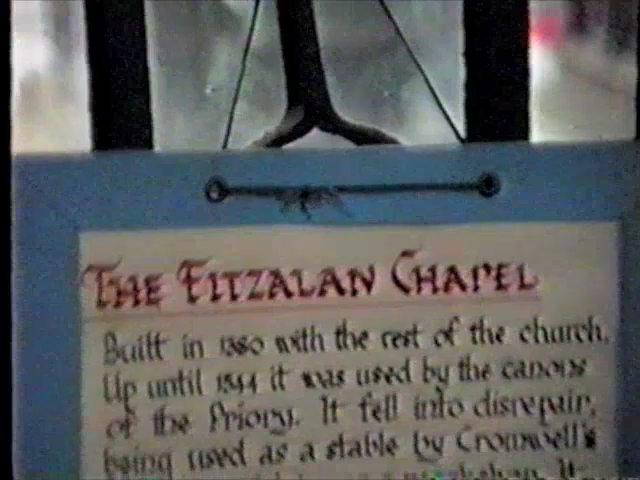 THE FITZALAN CHAPEL
Built in 1380 with the rest of the church.
Up until 1544 it was used by the canons
of the Priory. It fell into disrepair,
being used as a stable by Cromwell's